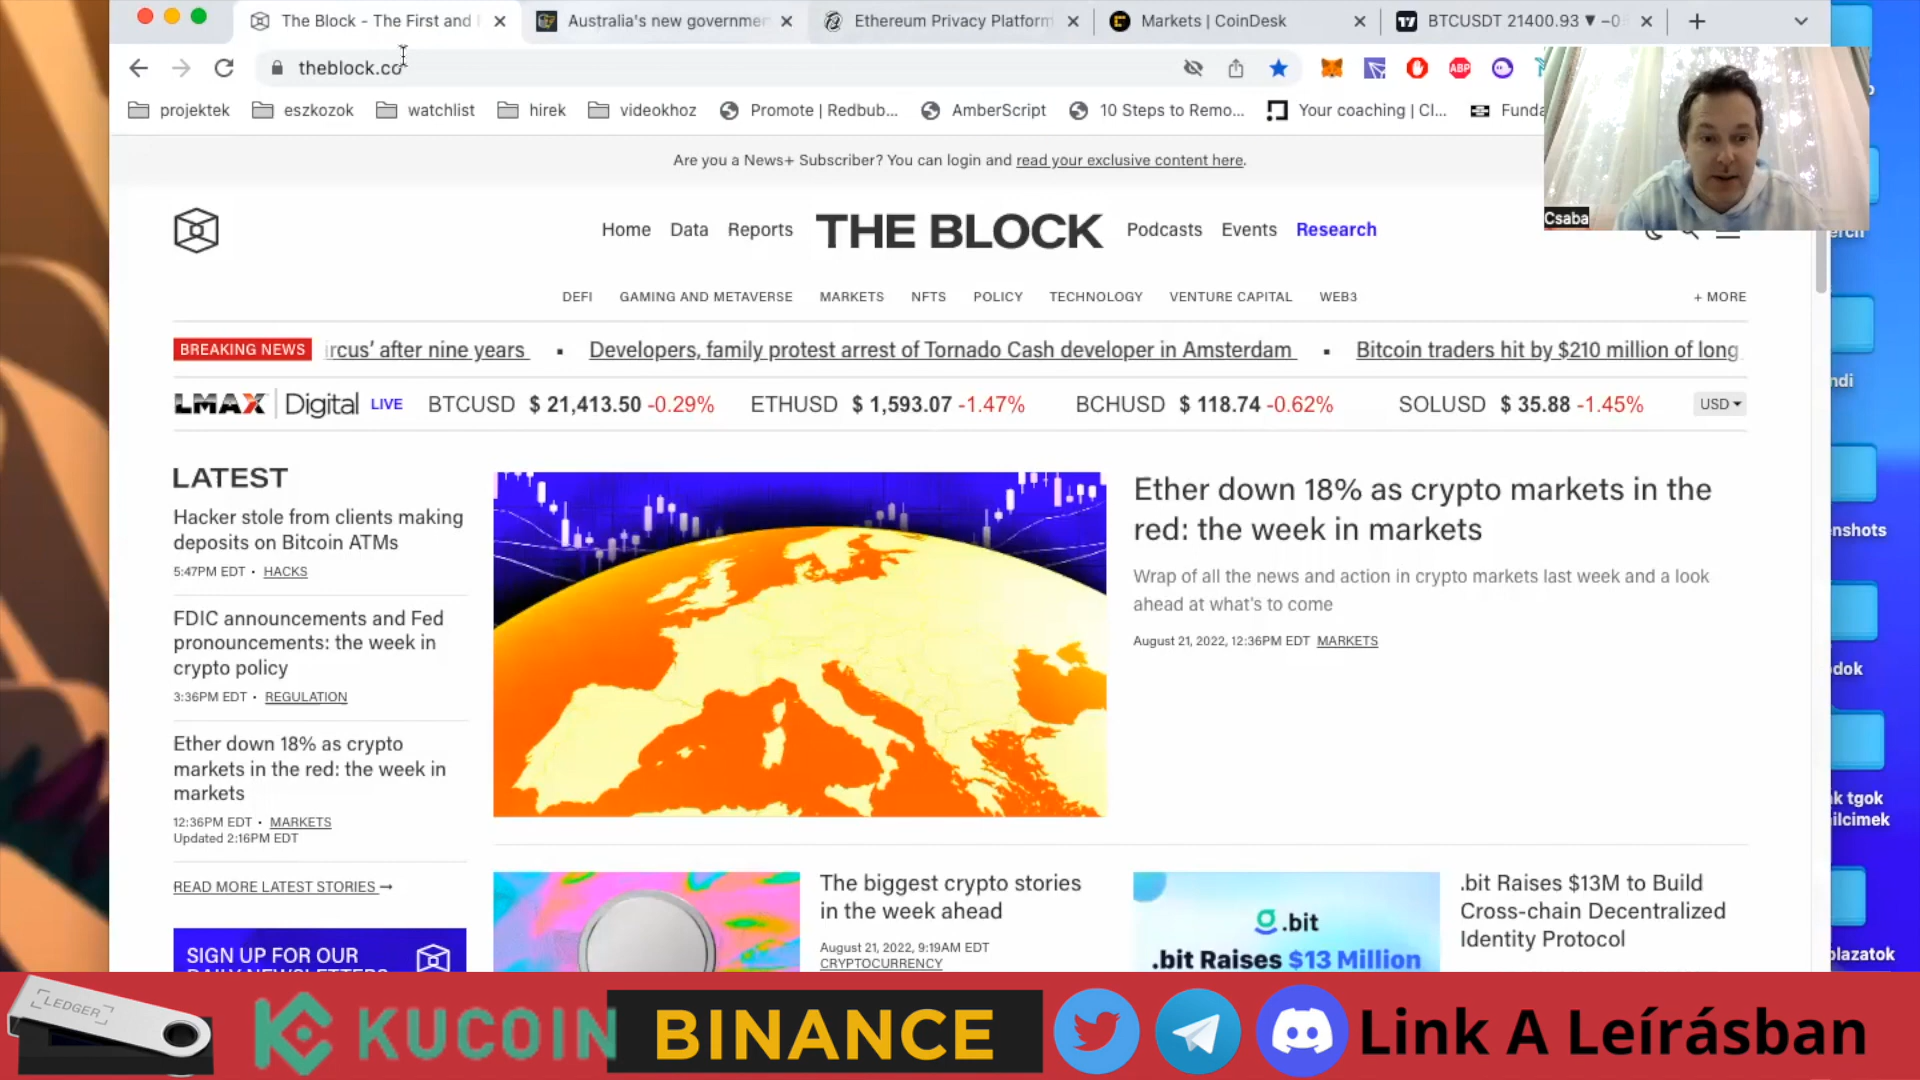 The Block - The First and
Australia's new governmen
Ethereum Privacy Platform
Markets | CoinDesk
BTCUSDT 21400.93 ▼ −0
theblock.co
ABP
projektek
eszkozok
watchlist
hirek
videokhoz
Promote | Redbub...
AmberScript
10 Steps to Remo...
Your coaching | Cl...
Funda
Csaba
Are you a News+ Subscriber? You can login and read your exclusive content here.
Home
Data
Reports
THE BLOCK
Podcasts
Events
Research
DEFI
GAMING AND METAVERSE
MARKETS
NFTS
POLICY
TECHNOLOGY
VENTURE CAPITAL
WEB3
+ MORE
BREAKING NEWS
ircus' after nine years
▪ Developers, family protest arrest of Tornado Cash developer in Amsterdam
▪ Bitcoin traders hit by $210 million of long
LMAX Digital LIVE
BTCUSD $ 21,413.50 -0.29%
ETHUSD $ 1,593.07 -1.47%
BCHUSD $ 118.74 -0.62%
SOLUSD $ 35.88 -1.45%
USD
LATEST
Hacker stole from clients making
deposits on Bitcoin ATMs
5:47PM EDT • HACKS
FDIC announcements and Fed
pronouncements: the week in
crypto policy
3:36PM EDT • REGULATION
Ether down 18% as crypto
markets in the red: the week in
markets
12:36PM EDT • MARKETS
Updated 2:16PM EDT
READ MORE LATEST STORIES →
SIGN UP FOR OUR
DAILY NEWSLETTERS
Ether down 18% as crypto markets in the
red: the week in markets
Wrap of all the news and action in crypto markets last week and a look
ahead at what's to come
August 21, 2022, 12:36PM EDT MARKETS
The biggest crypto stories
in the week ahead
August 21, 2022, 9:19AM EDT
CRYPTOCURRENCY
.bit
.bit Raises $13 Million
.bit Raises $13M to Build
Cross-chain Decentralized
Identity Protocol
erch
ndi
enshots
dok
k tgok
ilcimek
olazatok
LEDGER
KUCOIN
BINANCE
Link A Leírásban